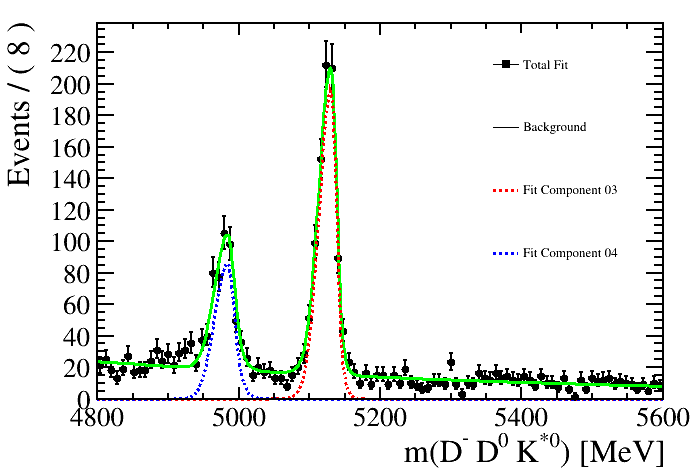 Events / ( 8 )
220
200
180
160
140
120
100
80
60
40
20
0
4800 5000 5200 5400 5600
m(D⁻ D⁰ K*⁰) [MeV]
Total Fit
Background
Fit Component 03
Fit Component 04